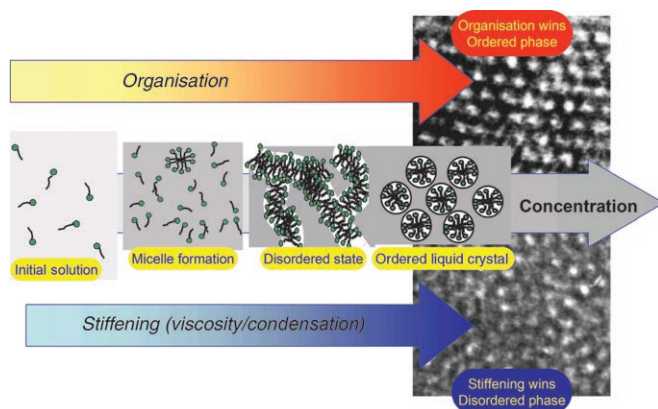 Organisation wins
Ordered phase
Organisation
Concentration
Initial solution
Micelle formation
Disordered state
Ordered liquid crystal
Stiffening (viscosity/condensation)
Stiffening wins
Disordered phase